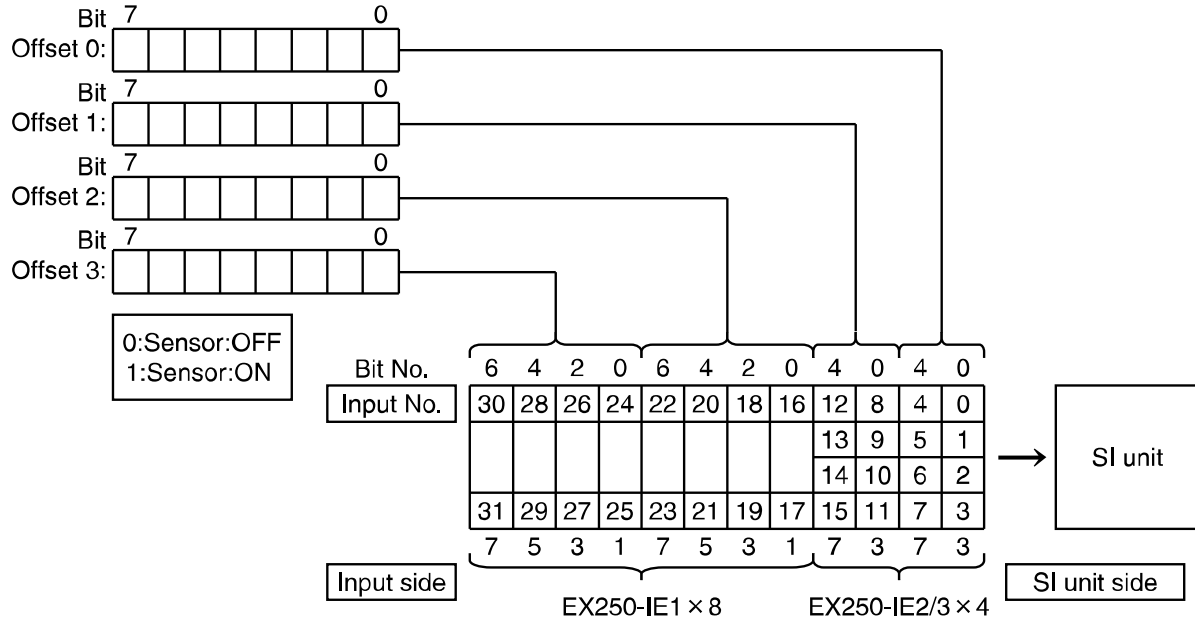 Bit 7 0
Offset 0:
Bit 7 0
Offset 1:
Bit 7 0
Offset 2:
Bit 7 0
Offset 3:
0:Sensor:OFF
1:Sensor:ON
Bit No. 6 4 2 0 6 4 2 0 4 0 4 0
Input No. 30 28 26 24 22 20 18 16 12 8 4 0
13 9 5 1
14 10 6 2
31 29 27 25 23 21 19 17 15 11 7 3
7 5 3 1 7 5 3 1 7 3 7 3
SI unit
Input side
EX250-IE1 × 8
EX250-IE2/3 × 4
SI unit side